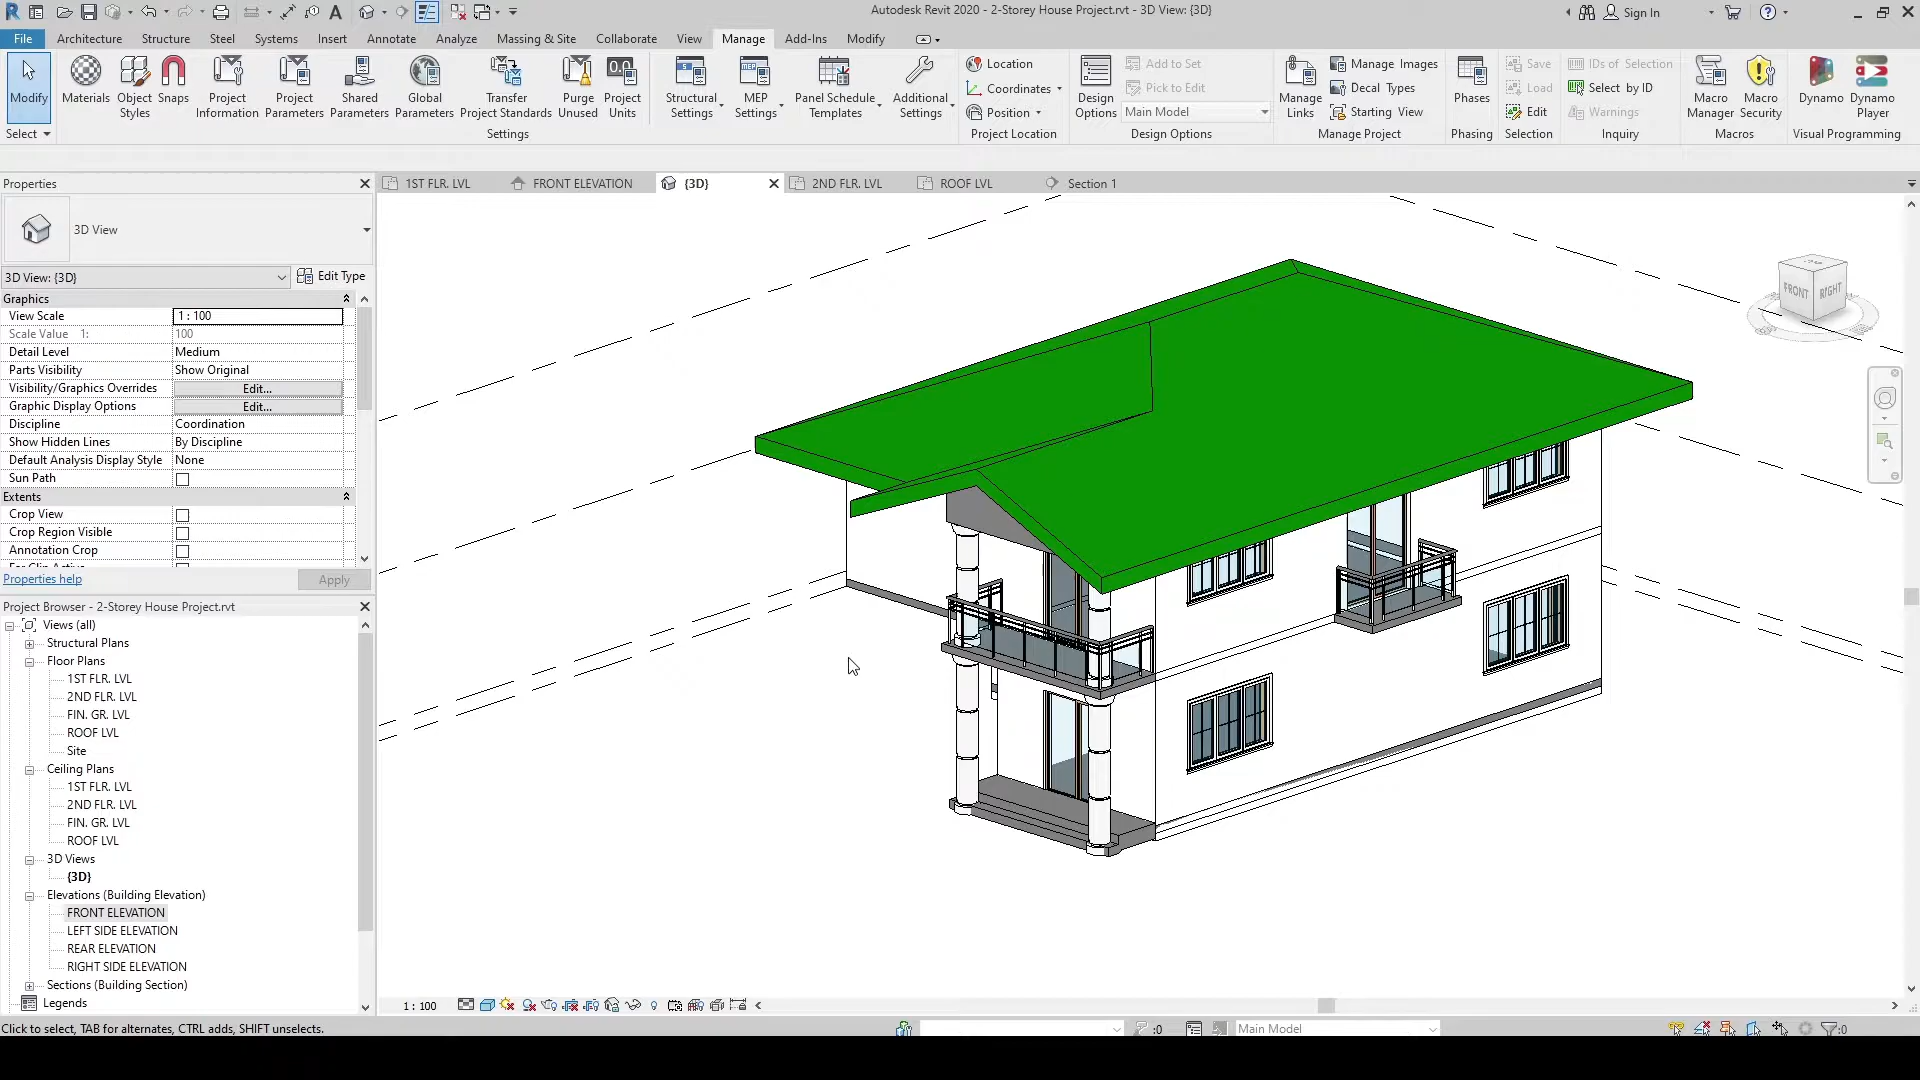 Autodesk Revit 2020 - 2-Storey House Project.rvt - 3D View: {3D}
Sign In
File Architecture Structure Steel Systems Insert Annotate Analyze Massing & Site Collaborate View Manage Add-Ins Modify
Modify
Materials
Object Styles
Snaps
Project Information
Project Parameters
Shared Parameters
Global Parameters
Transfer Project Standards
Purge Unused
Project Units
Structural Settings
MEP Settings
Panel Schedule Templates
Additional Settings
Location
Coordinates
Position
Design Options
Add to Set
Pick to Edit
Main Model
Manage Links
Manage Images
Decal Types
Starting View
Phases
Save
Load
Edit
IDs of Selection
Select by ID
Warnings
Macro Manager
Macro Security
Dynamo
Dynamo Player
Select
Settings
Project Location
Design Options
Manage Project
Phasing
Selection
Inquiry
Macros
Visual Programming
Properties
1ST FLR. LVL
FRONT ELEVATION
{3D}
2ND FLR. LVL
ROOF LVL
Section 1
3D View
3D View: {3D}
Edit Type
Graphics
View Scale 1 : 100
Scale Value 1: 100
Detail Level Medium
Parts Visibility Show Original
Visibility/Graphics Overrides Edit...
Graphic Display Options Edit...
Discipline Coordination
Show Hidden Lines By Discipline
Default Analysis Display Style None
Sun Path
Extents
Crop View
Crop Region Visible
Annotation Crop
Properties help
Apply
Project Browser - 2-Storey House Project.rvt
Views (all)
Structural Plans
Floor Plans
1ST FLR. LVL
2ND FLR. LVL
FIN. GR. LVL
ROOF LVL
Site
Ceiling Plans
1ST FLR. LVL
2ND FLR. LVL
FIN. GR. LVL
ROOF LVL
3D Views
{3D}
Elevations (Building Elevation)
FRONT ELEVATION
LEFT SIDE ELEVATION
REAR ELEVATION
RIGHT SIDE ELEVATION
Sections (Building Section)
Legends
FRONT
RIGHT
1 : 100
Click to select, TAB for alternates, CTRL adds, SHIFT unselects.
:0
Main Model
:0